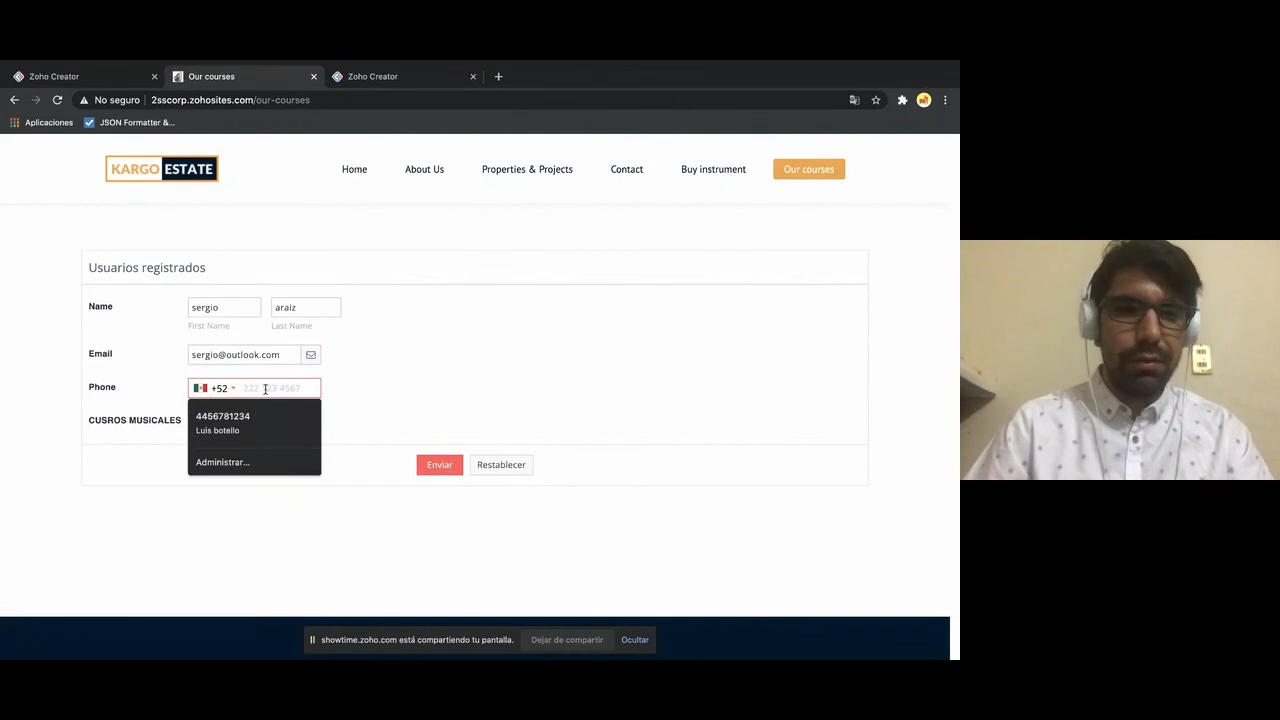 Zoho Creator
Our courses
Zoho Creator
No seguro
2sscorp.zohosites.com/our-courses
Aplicaciones
JSON Formatter &...
KARGO ESTATE
Home
About Us
Properties & Projects
Contact
Buy instrument
Our courses
Usuarios registrados
Name
sergio
araiz
First Name
Last Name
Email
sergio@outlook.com
Phone
+52
4456781234
Luis botello
CUSROS MUSICALES
Administrar...
Enviar
Restablecer
showtime.zoho.com está compartiendo tu pantalla.
Dejar de compartir
Ocultar